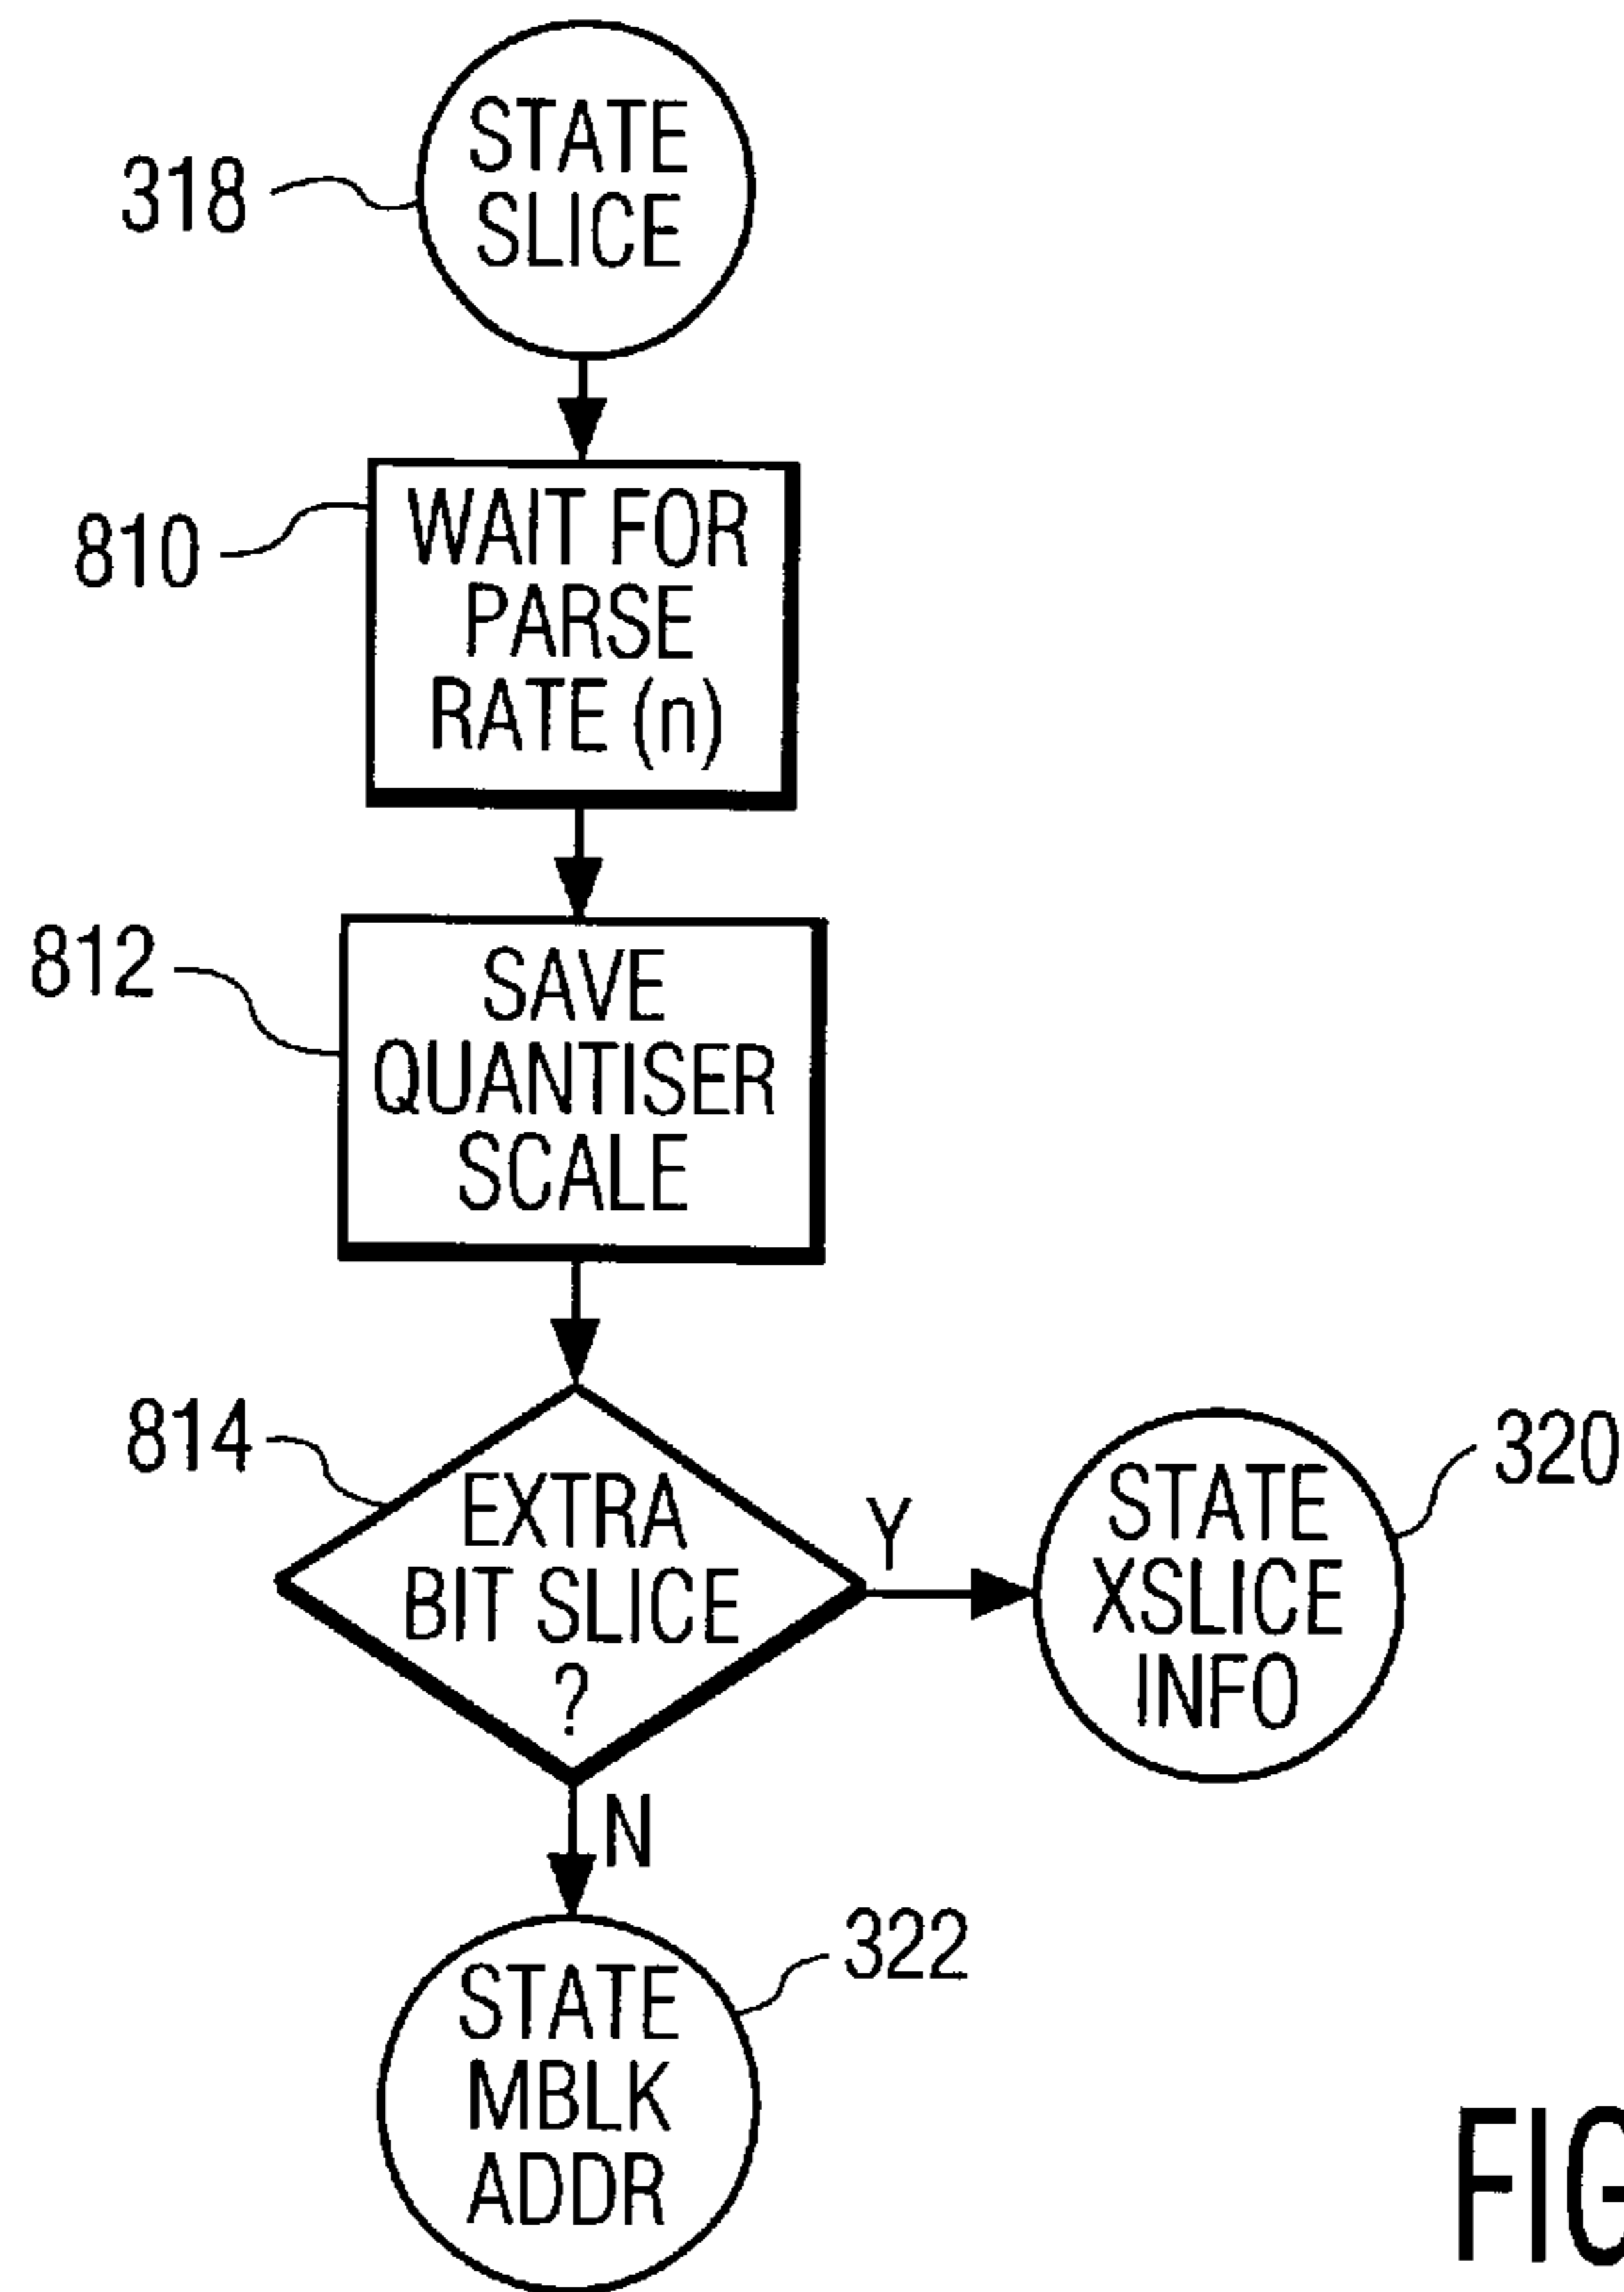 STATE
SLICE
318
WAIT FOR
PARSE
RATE (n)
810
SAVE
QUANTISER
SCALE
812
EXTRA
BIT SLICE
?
814
Y
STATE
XSLICE
INFO
320
N
STATE
MBLK
ADDR
322
FIG